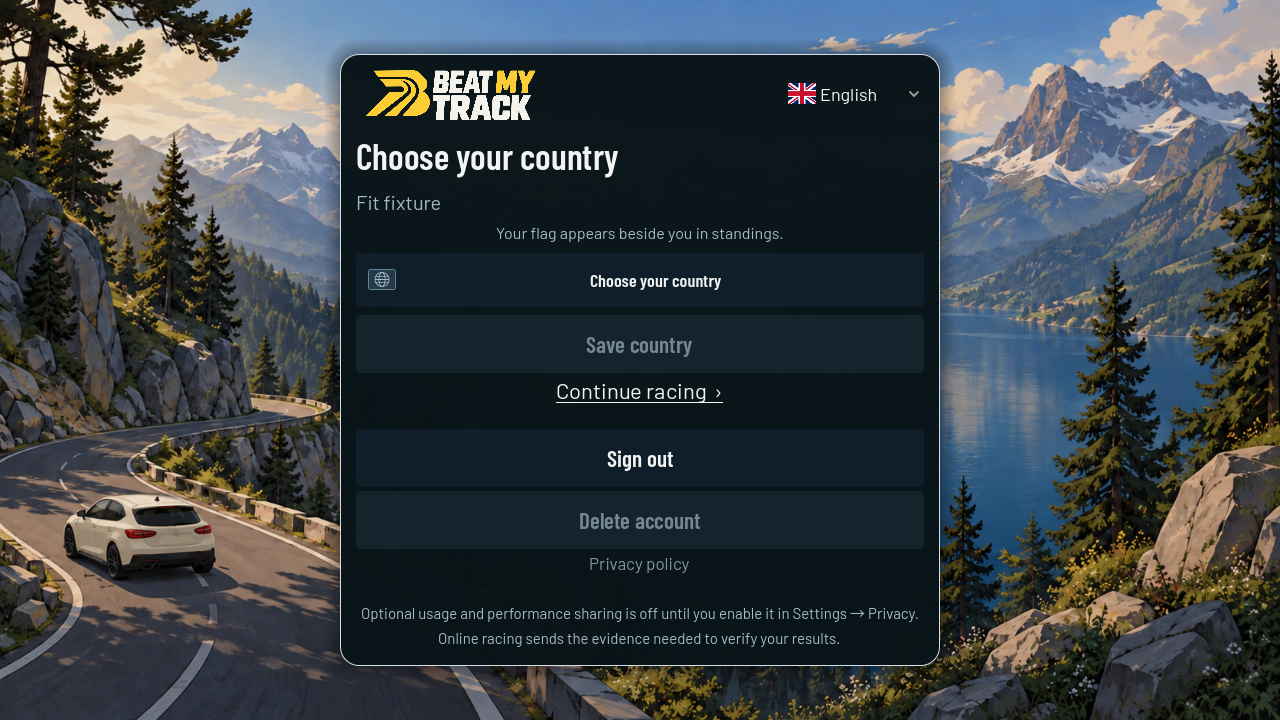 BEAT MY
TRACK
English
Choose your country
Fit fixture
Your flag appears beside you in standings.
Choose your country
Save country
Continue racing ›
Sign out
Delete account
Privacy policy
Optional usage and performance sharing is off until you enable it in Settings → Privacy.
Online racing sends the evidence needed to verify your results.